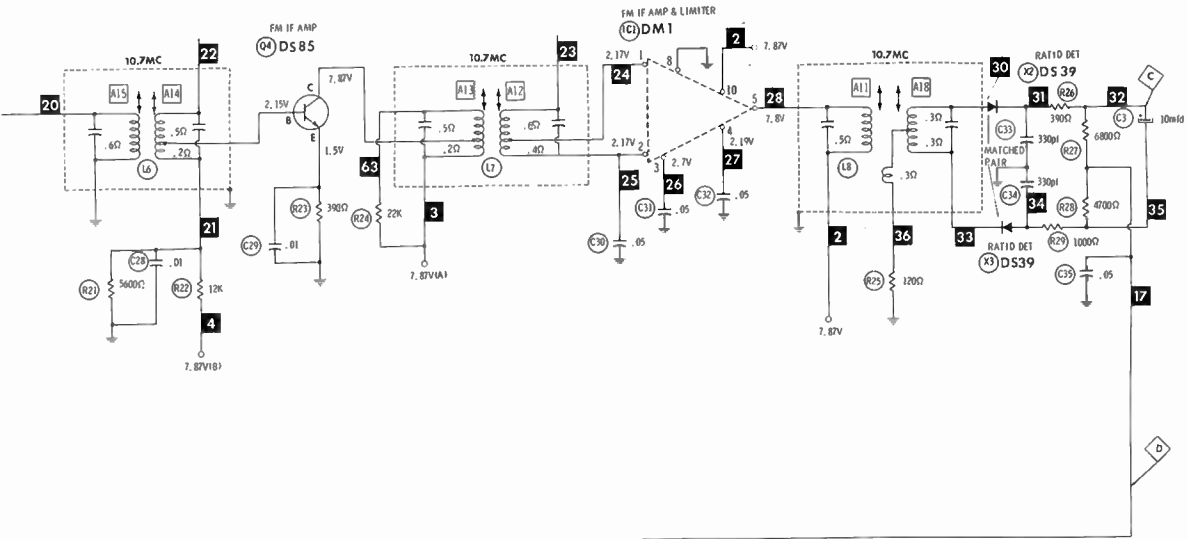 FM IF AMP
Q4 DS85
FM IF AMP & LIMITER
IC1 DM1
RATIO DET
X2 DS39
22
10.7MC
20
A15 A14
.6Ω
.5Ω
.2Ω
L6
21
C28 .01
R21 5600Ω
R22 12K
4
7.87V(B)
7.87V
2.15V
C
B
E
1.5V
R23 390Ω
C29 .01
23
10.7MC
A13 A12
.5Ω
.2Ω
.6Ω
.4Ω
L7
63
R24 22K
3
7.87V(A)
2.17V
24
1
2.17V
2
25
C30 .05
3
2.7V
26
C31 .05
8
10
2
7.87V
5
4
2.19V
27
C32 .05
28
7.8V
10.7MC
A11 A18
.5Ω
L8
.3Ω
.3Ω
.3Ω
2
7.87V
36
R25 120Ω
30
31
R26
390Ω
32
C
C3
+
10mfd
C33
330pf
MATCHED
PAIR
C34
330pf
6800Ω
R27
R28 4700Ω
34
35
33
RATIO DET
X3 DS39
R29 1000Ω
C35 .05
17
D